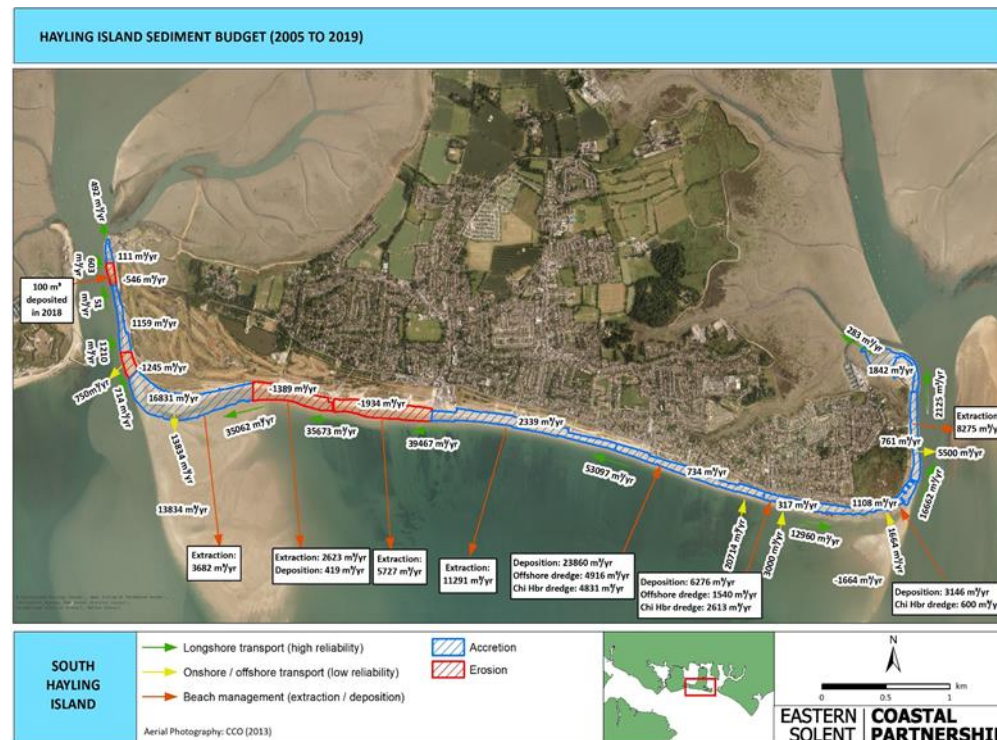 HAYLING ISLAND SEDIMENT BUDGET (2005 TO 2019)
492 m³/yr
111 m³/yr
603
m³/yr
-546 m³/yr
100 m³
deposited
in 2018
51
m³/yr
1159 m³/yr
1210
m³/yr
-1245 m³/yr
750m³/yr
714 m³/yr
16831 m³/yr
-1389 m³/yr
-1934 m³/yr
35062 m³/yr
35673 m³/yr
39467 m³/yr
2339 m³/yr
13834 m³/yr
13834 m³/yr
53097 m³/yr
734 m³/yr
20714 m³/yr
317 m³/yr
3000 m³/yr
12960 m³/yr
1108 m³/yr
1664 m³/yr
-1664 m³/yr
283 m³/yr
1842 m³/yr
2125 m³/yr
Extraction:
8275 m³/yr
761 m³/yr
5500 m³/yr
16662 m³/yr
Extraction:
3682 m³/yr
Extraction: 2623 m³/yr
Deposition: 419 m³/yr
Extraction:
5727 m³/yr
Extraction:
11291 m³/yr
Deposition: 23860 m³/yr
Offshore dredge: 4916 m³/yr
Chi Hbr dredge: 4831 m³/yr
Deposition: 6276 m³/yr
Offshore dredge: 1540 m³/yr
Chi Hbr dredge: 2613 m³/yr
Deposition: 3146 m³/yr
Chi Hbr dredge: 600 m³/yr
SOUTH
HAYLING
ISLAND
Longshore transport (high reliability)
Onshore / offshore transport (low reliability)
Beach management (extraction / deposition)
Aerial Photography: CCO (2013)
Accretion
Erosion
N
0 0.5 1 km
EASTERN
SOLENT
COASTAL
PARTNERSHIP